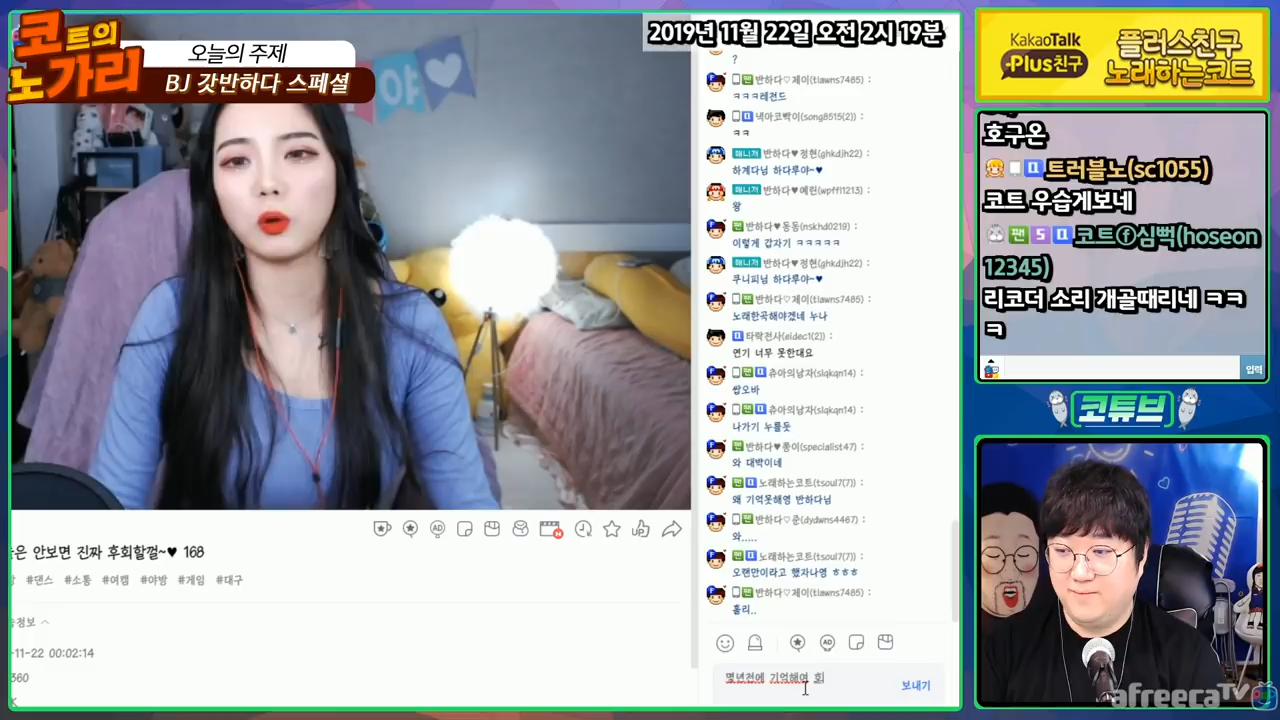 코트의
노가리
오늘의 주제
BJ 갓반하다 스페셜
2019년 11월 22일 오전 2시 19분
?
반하다♡제이(tlawns7485) :
ㅋㅋㅋ레전드
넉아코빡이(song8515(2)) :
ㅋㅋ
매니저 반하다♥정현(ghkdjh22) :
하계다님 하다루야~♥
매니저 반하다♥예린(wpffl1213) :
왕
팬 반하다♥동동(nskhd0219) :
이렇게 갑자기 ㅋㅋㅋㅋㅋ
매니저 반하다♥정현(ghkdjh22) :
쿠니피님 하다루야~♥
팬 반하다♡제이(tlawns7485) :
노래한곡해야겠네 누나
타락전사(eidec1(2)) :
연기 너무 못한대요
팬 츄아의남자(slqkqn14) :
쌉오바
팬 츄아의남자(slqkqn14) :
나가기 누를듯
팬 반하다♥쫑이(specialist47) :
와 대박이네
팬 노래하는코트(tsoul7(7)) :
왜 기억못해영 반하다님
팬 반하다♡준(dydwns4467) :
와.....
팬 노래하는코트(tsoul7(7)) :
오랜만이라고 했자나영 ㅎㅎㅎ
팬 반하다♡제이(tlawns7485) :
홀리..
몇년전에 기억해여 회
보내기
은 안보면 진짜 후회할껄~♥ 168
#댄스 #소통 #여캠 #야방 #게임 #대구
정보
-11-22 00:02:14
360
KakaoTalk
Plus친구
플러스친구
노래하는코트
호구온
트러블노(sc1055)
코트 우습게보네
팬 5 코트ⓕ심뻑(hoseon
12345)
리코더 소리 개골때리네 ㅋㅋ
ㅋ
입력
코튜브
afreecaTV